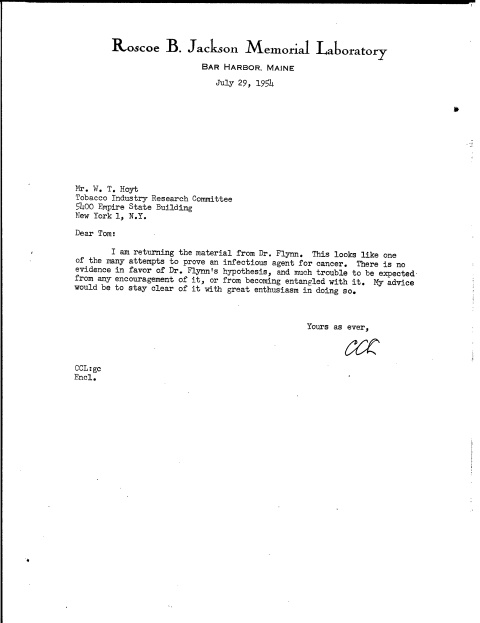 Roscoe B. Jackson Memorial Laboratory
Bar Harbor, Maine
July 29, 1954
Mr. W. T. Hoyt
Tobacco Industry Research Committee
5400 Empire State Building
New York 1, N.Y.
Dear Tom:
I am returning the material from Dr. Flynn. This looks like one
of the many attempts to prove an infectious agent for cancer. There is no
evidence in favor of Dr. Flynn's hypothesis, and much trouble to be expected
from any encouragement of it, or from becoming entangled with it. My advice
would be to stay clear of it with great enthusiasm in doing so.
Yours as ever,
CCL
CCL:gc
Encl.